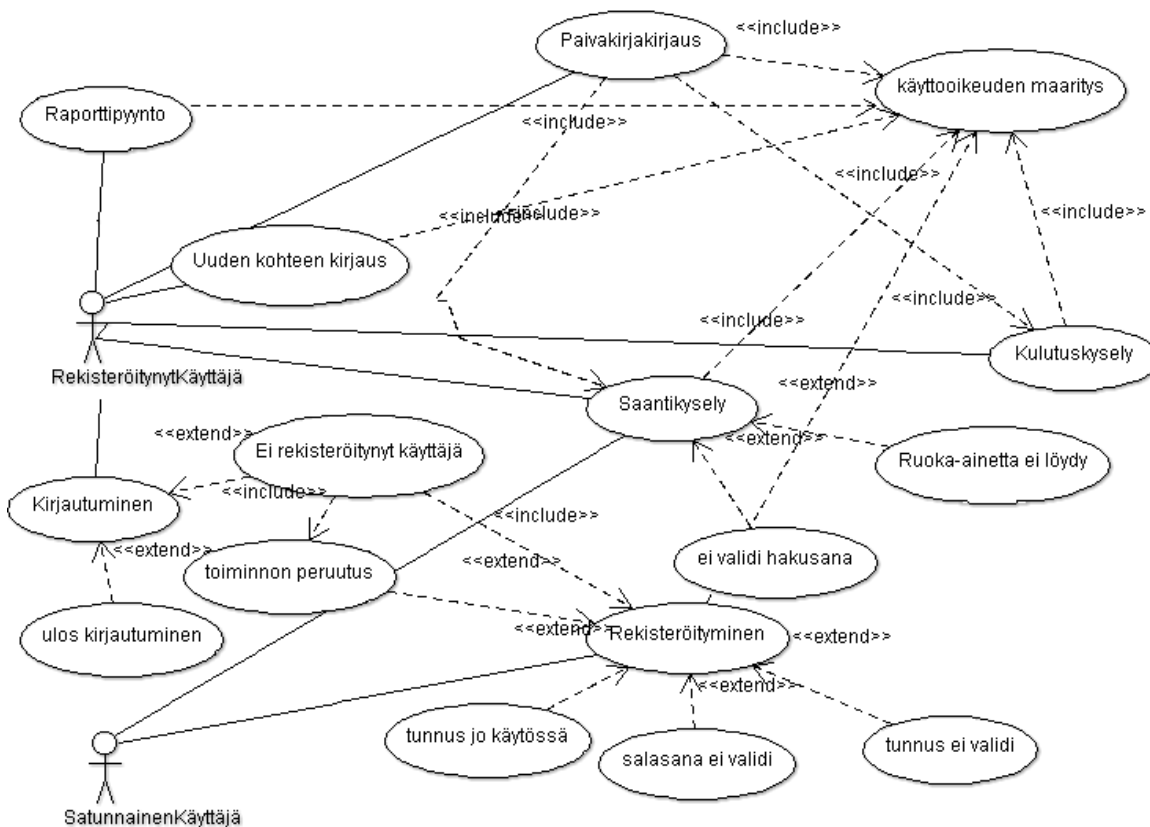 Paivakirjakirjaus
<<include>>
käyttooikeuden maaritys
Raporttipyynto
<<include>>
<<include>>
<<include>>
<<include>>
<<include>>
Uuden kohteen kirjaus
<<include>>
<<include>>
RekisteröitynytKäyttäjä
Kulutuskysely
<<extend>>
Saantikysely
<<extend>>
<<extend>>
Ei rekisteröitynyt käyttäjä
Ruoka-ainetta ei löydy
<<include>>
Kirjautuminen
<<include>>
<<extend>>
<<extend>>
ei validi hakusana
toiminnon peruutus
ulos kirjautuminen
<<extend>>
Rekisteröityminen
<<extend>>
<<extend>>
tunnus jo käytössä
salasana ei validi
tunnus ei validi
SatunnainenKäyttäjä